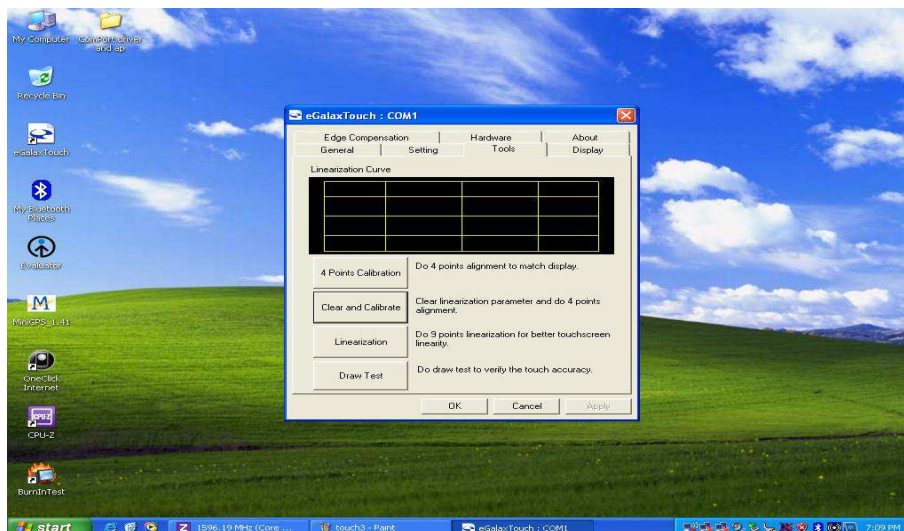 My Computer
ComPort driver
and ap
Recycle Bin
eGalaxTouch
My Bluetooth
Places
Evaluator
MiniGPS_1.41
OneClick
Internet
CPU-Z
CPU-Z
BurnInTest
eGalaxTouch : COM1
Edge Compensation
Hardware
About
General
Setting
Tools
Display
Linearization Curve
4 Points Calibration
Do 4 points alignment to match display.
Clear and Calibrate
Clear linearization parameter and do 4 points
alignment.
Linearization
Do 9 points linearization for better touchscreen
linearity.
Draw Test
Do draw test to verify the touch accuracy.
OK
Cancel
Apply
start
1596.19 MHz (Core ...
touch3 - Paint
eGalaxTouch : COM1
7:09 PM